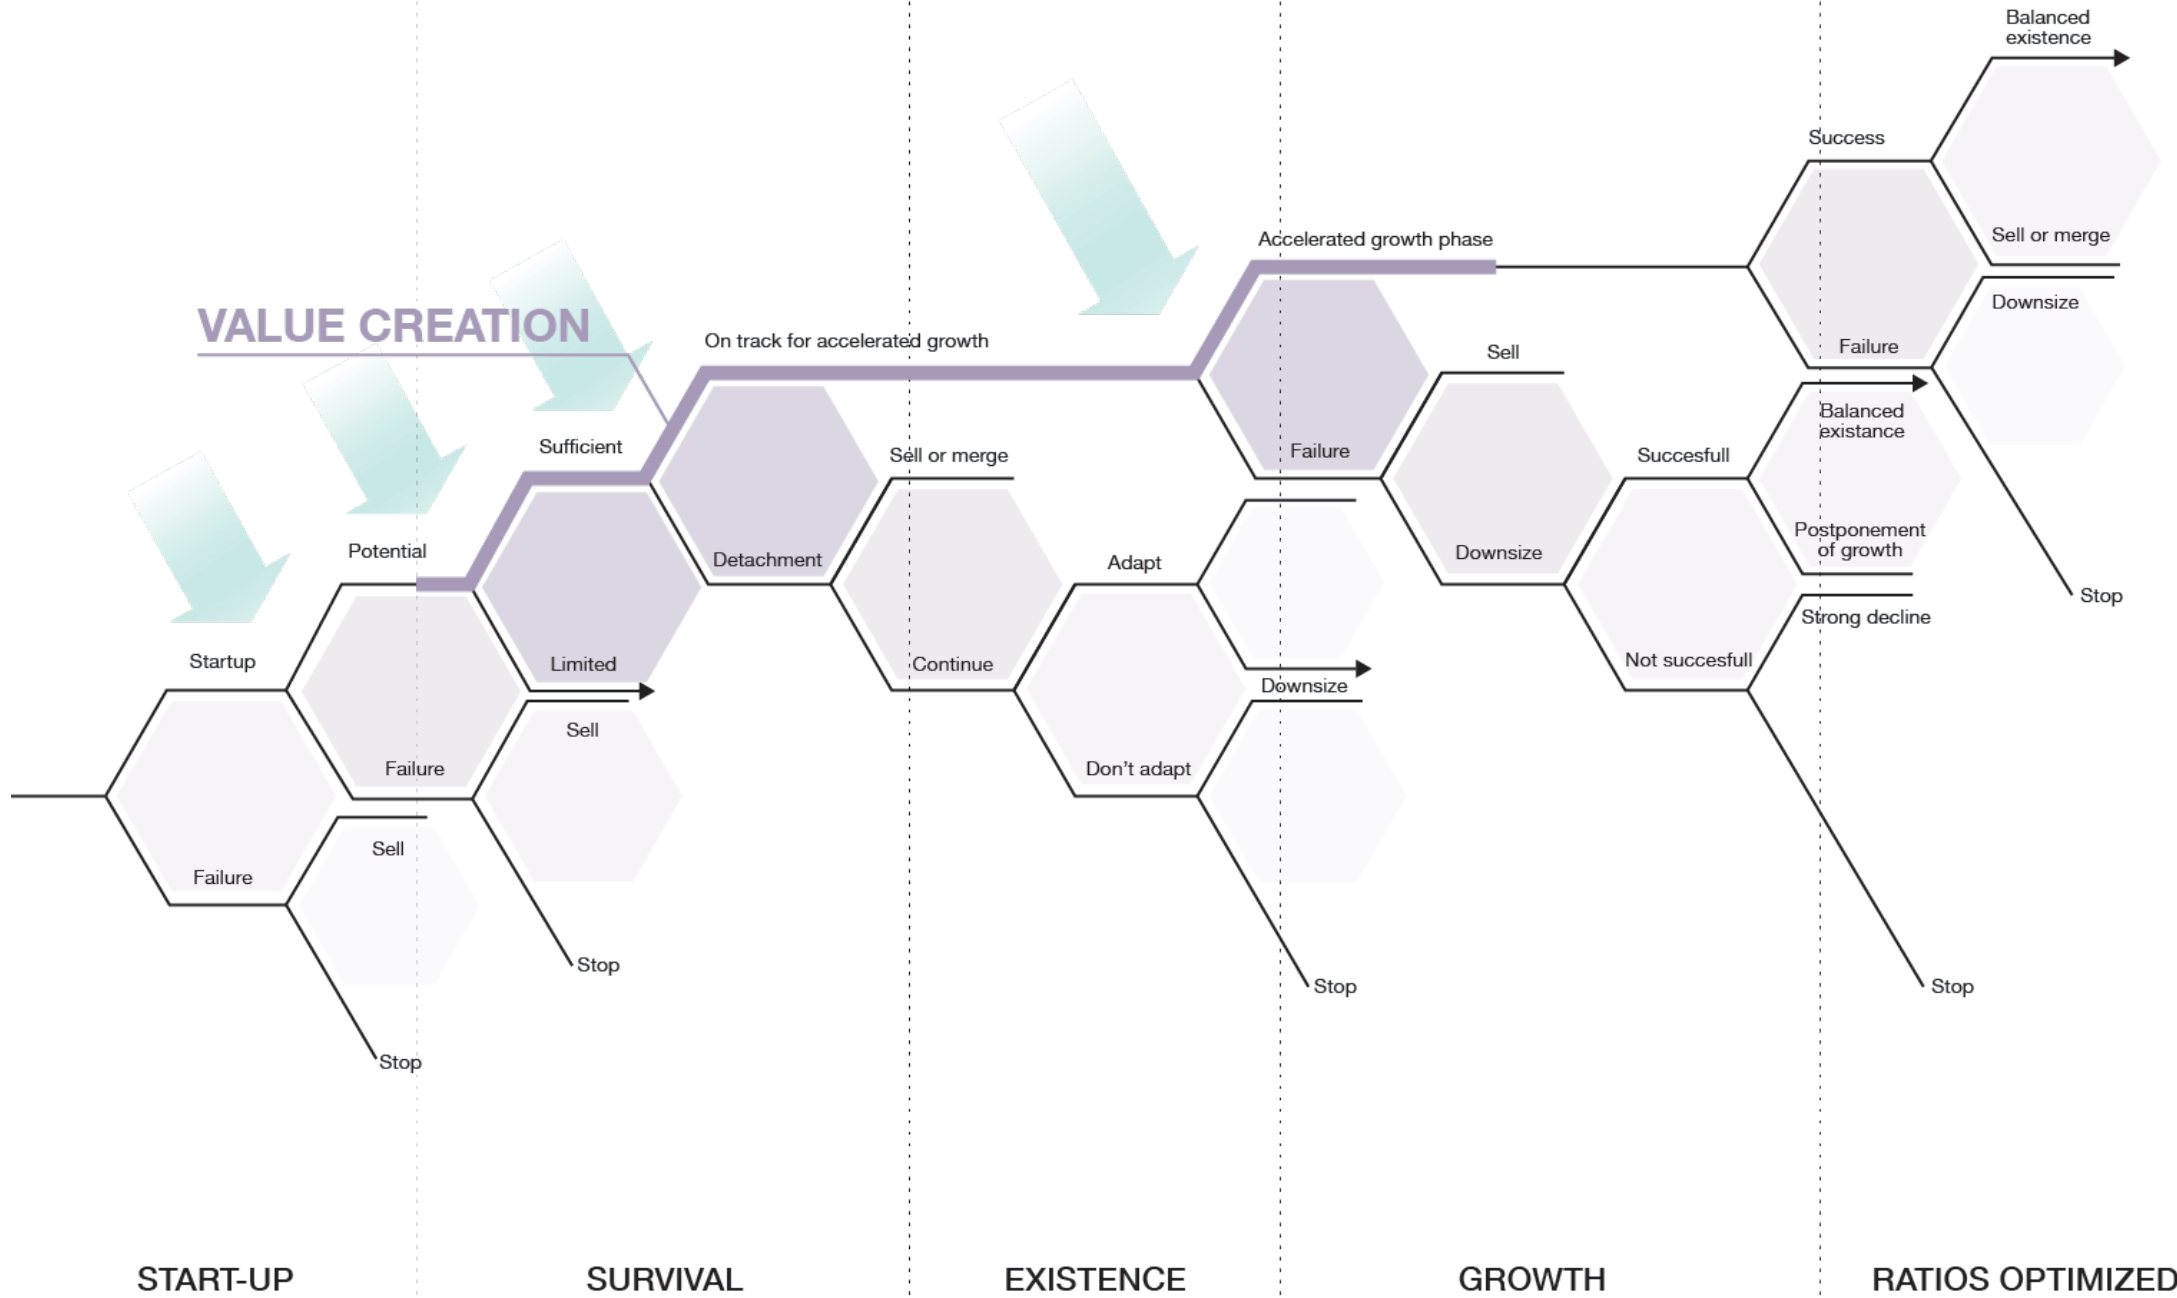 Balanced
existence
Success
Sell or merge
Accelerated growth phase
Downsize
VALUE CREATION
On track for accelerated growth
Sell
Failure
Balanced
existance
Sufficient
Sell or merge
Failure
Succesfull
Potential
Detachment
Adapt
Downsize
Postponement
of growth
Stop
Strong decline
Startup
Limited
Continue
Not succesfull
Downsize
Sell
Failure
Don't adapt
Sell
Failure
Stop
Stop
Stop
Stop
START-UP
SURVIVAL
EXISTENCE
GROWTH
RATIOS OPTIMIZED